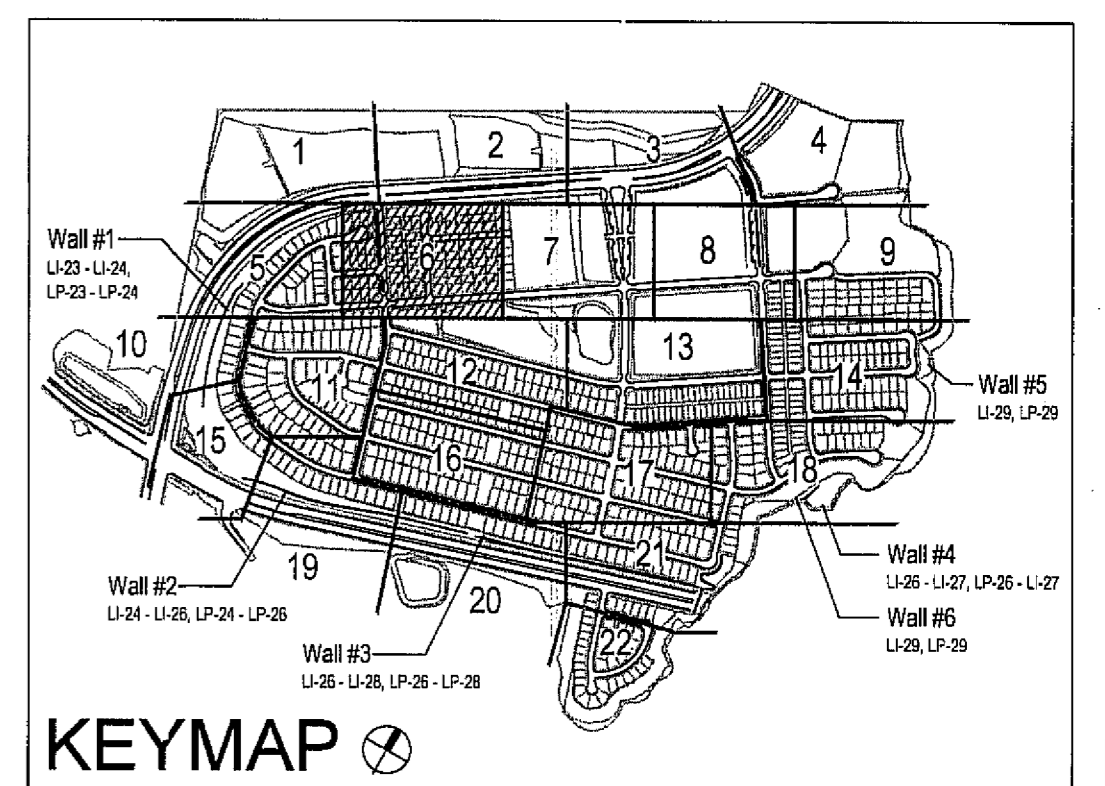 1
2
3
4
Wall #1
LI-23 - LI-24,
LP-23 - LP-24
5
6
7
8
9
10
11
12
13
14
Wall #5
LI-29, LP-29
15
16
17
18
Wall #4
LI-26 - LI-27, LP-26 - LI-27
Wall #6
LI-29, LP-29
19
20
21
22
Wall #2
LI-24 - LI-26, LP-24 - LP-26
Wall #3
LI-26 - LI-28, LP-26 - LP-28
KEYMAP